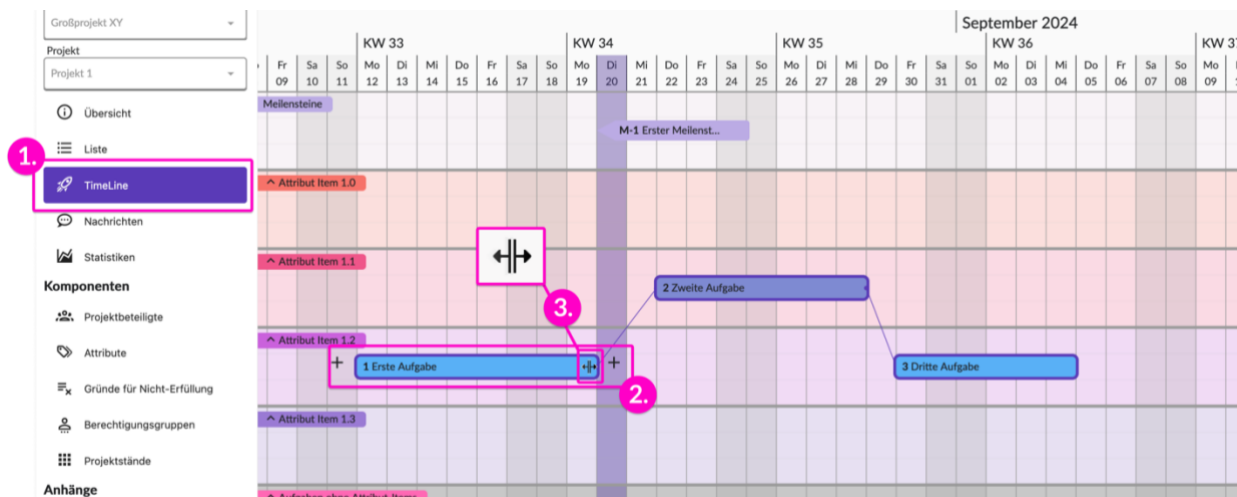 Großprojekt XY
Projekt
Projekt 1
Übersicht
Liste
1.
TimeLine
Nachrichten
Statistiken
Komponenten
Projektbeteiligte
Attribute
Gründe für Nicht-Erfüllung
Berechtigungsgruppen
Projektstände
Anhänge
September 2024
KW 33 KW 34 KW 35 KW 36 KW 37
Fr Sa So Mo Di Mi Do Fr Sa So Mo Di Mi Do Fr Sa So Mo Di Mi Do Fr Sa So Mo Di Mi Do Fr Sa So Mo
09 10 11 12 13 14 15 16 17 18 19 20 21 22 23 24 25 26 27 28 29 30 31 01 02 03 04 05 06 07 08 09
Meilensteine
M-1 Erster Meilenst...
Attribut Item 1.0
Attribut Item 1.1
2 Zweite Aufgabe
3.
Attribut Item 1.2
1 Erste Aufgabe
3 Dritte Aufgabe
2.
Attribut Item 1.3
Aufgaben ohne Attribut-Items